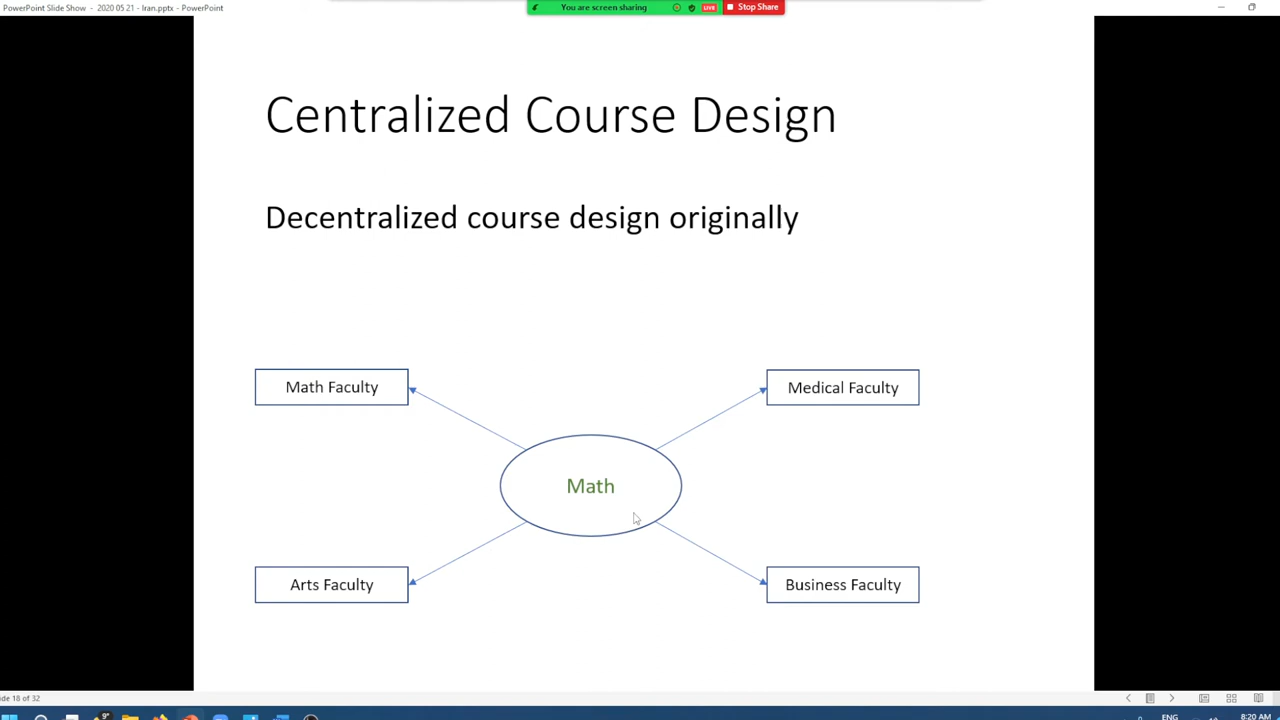 PowerPoint Slide Show - 2020 05 21 - Iran.pptx - PowerPoint
You are screen sharing
LIVE
Stop Share
Centralized Course Design
Decentralized course design originally
Math Faculty
Medical Faculty
Math
Arts Faculty
Business Faculty
ide 18 of 32
9°
ENG
8:20 AM